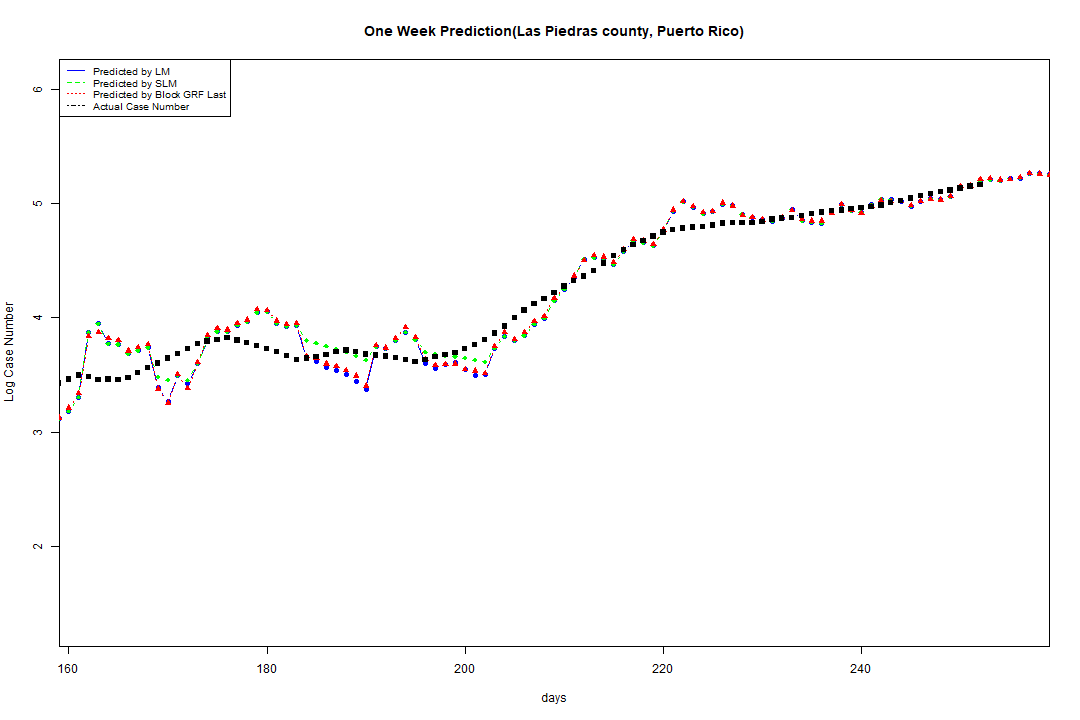 One Week Prediction(Las Piedras county, Puerto Rico)
Predicted by LM
Predicted by SLM
Predicted by Block GRF Last
Actual Case Number
6
5
4
3
2
Log Case Number
160 180 200 220 240
days